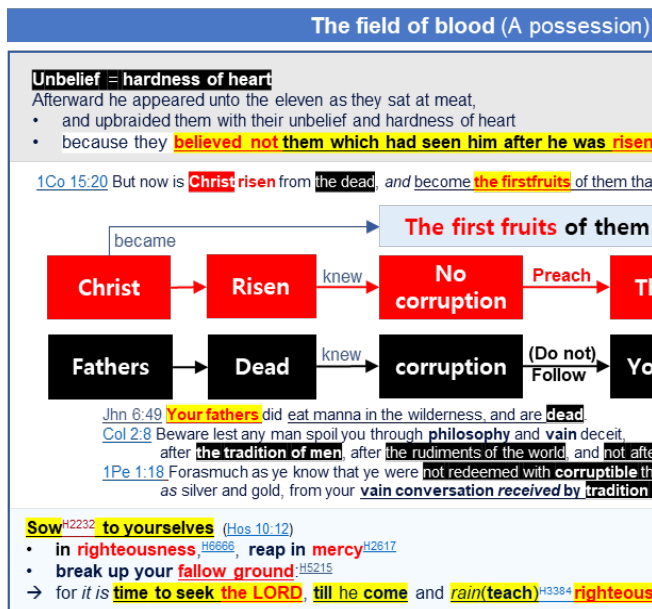 The field of blood (A possession)
Unbelief = hardness of heart
Afterward he appeared unto the eleven as they sat at meat,
• and upbraided them with their unbelief and hardness of heart
• because they believed not them which had seen him after he was risen
1Co 15:20 But now is Christ risen from the dead, and become the firstfruits of them tha
The first fruits of them
became
Christ
Risen
knew
No
corruption
Preach
Th
Fathers
Dead
knew
corruption
(Do not)
Follow
Yo
Jhn 6:49 Your fathers did eat manna in the wilderness, and are dead.
Col 2:8 Beware lest any man spoil you through philosophy and vain deceit,
after the tradition of men, after the rudiments of the world, and not afte
1Pe 1:18 Forasmuch as ye know that ye were not redeemed with corruptible th
as silver and gold, from your vain conversation received by tradition
Sow H2232 to yourselves (Hos 10:12)
• in righteousness, H6666, reap in mercy H2617
• break up your fallow ground: H5215
→ for it is time to seek the LORD, till he come and rain(teach) H3384 righteous